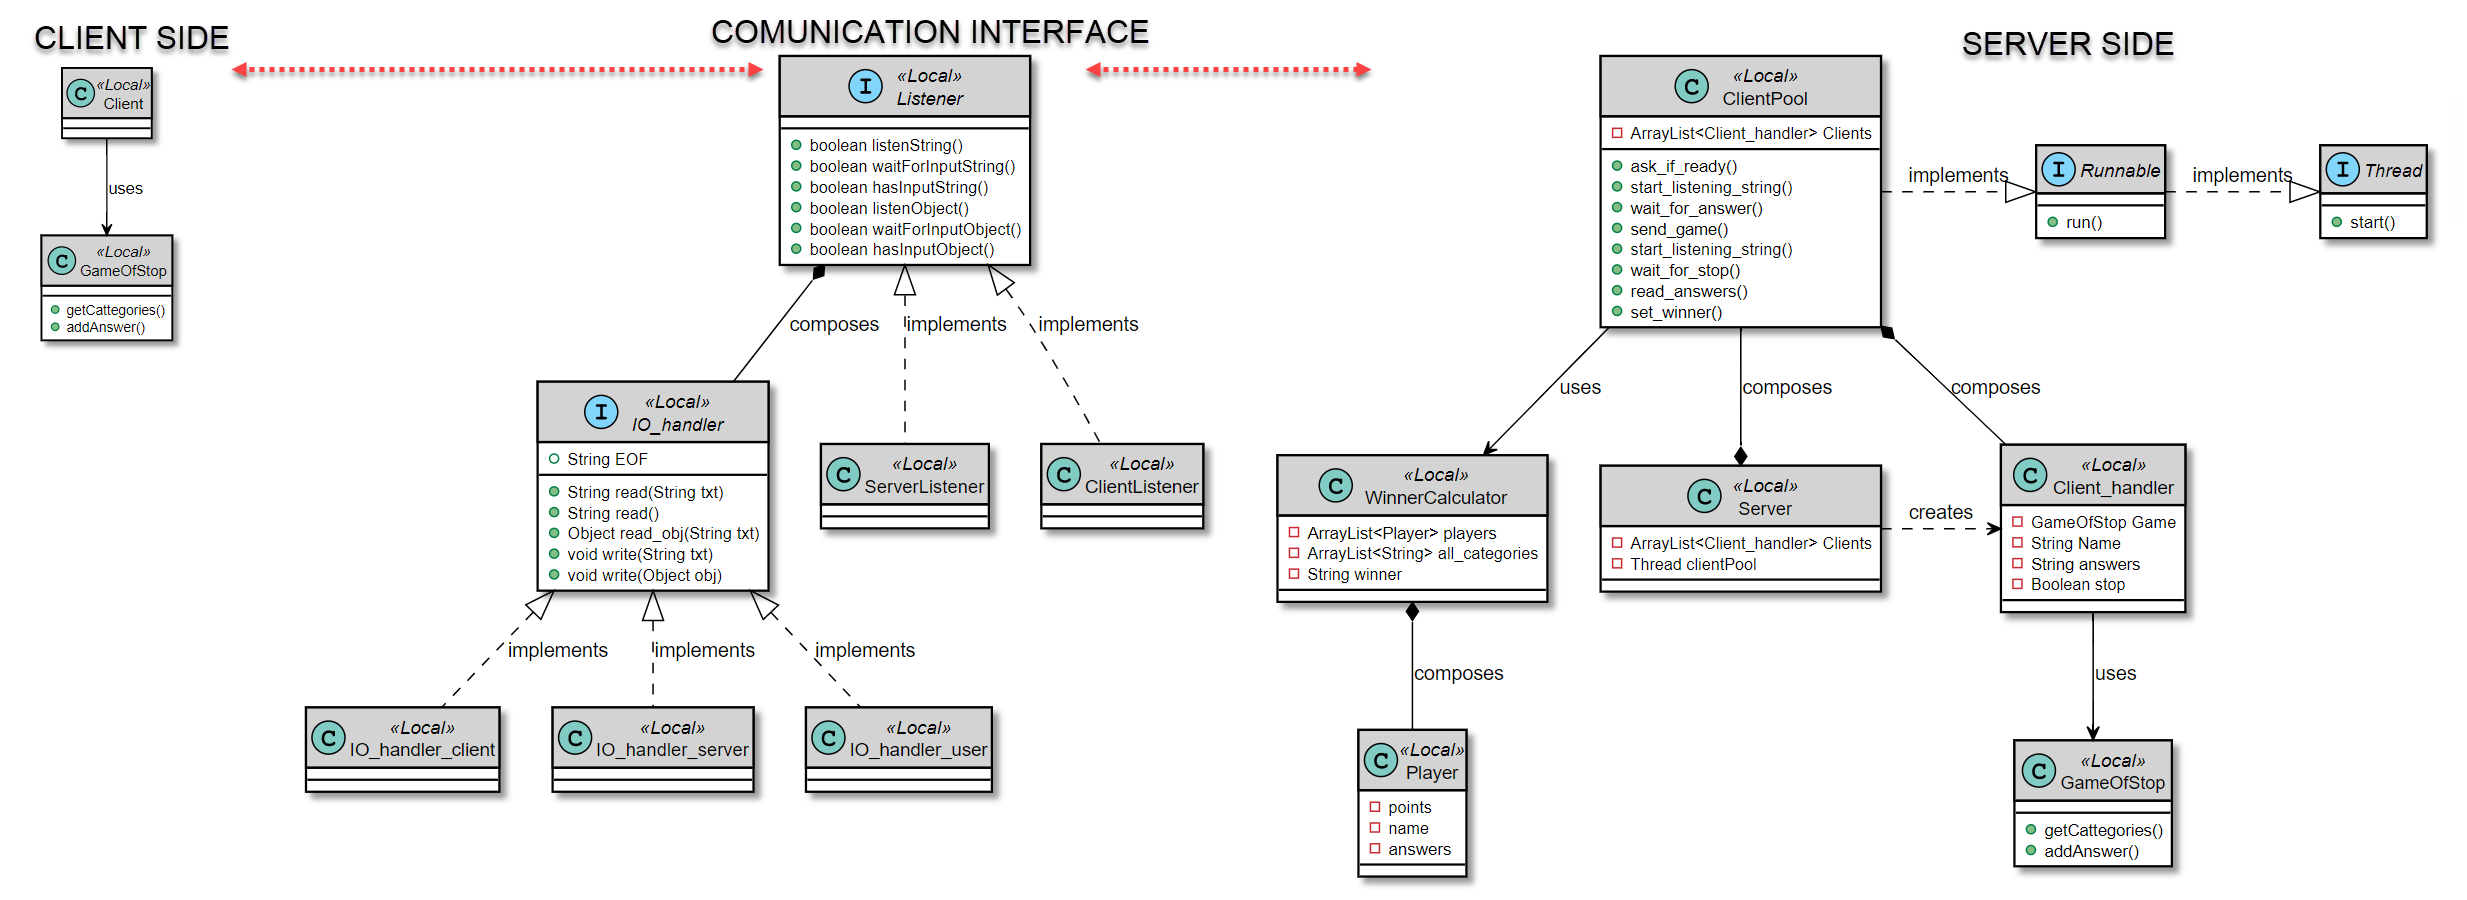 CLIENT SIDE
COMUNICATION INTERFACE
SERVER SIDE
C
«Local»
Client
uses
C
«Local»
GameOfStop
getCattegories()
addAnswer()
I
«Local»
Listener
boolean listenString()
boolean waitForInputString()
boolean hasInputString()
boolean listenObject()
boolean waitForInputObject()
boolean hasInputObject()
composes
implements
implements
I
«Local»
IO_handler
String EOF
String read(String txt)
String read()
Object read_obj(String txt)
void write(String txt)
void write(Object obj)
C
«Local»
ServerListener
C
«Local»
ClientListener
implements
implements
implements
C
«Local»
IO_handler_client
C
«Local»
IO_handler_server
C
«Local»
IO_handler_user
C
«Local»
ClientPool
ArrayList<Client_handler> Clients
ask_if_ready()
start_listening_string()
wait_for_answer()
send_game()
start_listening_string()
wait_for_stop()
read_answers()
set_winner()
implements
I
Runnable
run()
implements
I
Thread
start()
uses
composes
composes
C
«Local»
WinnerCalculator
ArrayList<Player> players
ArrayList<String> all_categories
String winner
C
«Local»
Server
ArrayList<Client_handler> Clients
Thread clientPool
creates
C
«Local»
Client_handler
GameOfStop Game
String Name
String answers
Boolean stop
composes
C
«Local»
Player
points
name
answers
uses
C
«Local»
GameOfStop
getCattegories()
addAnswer()